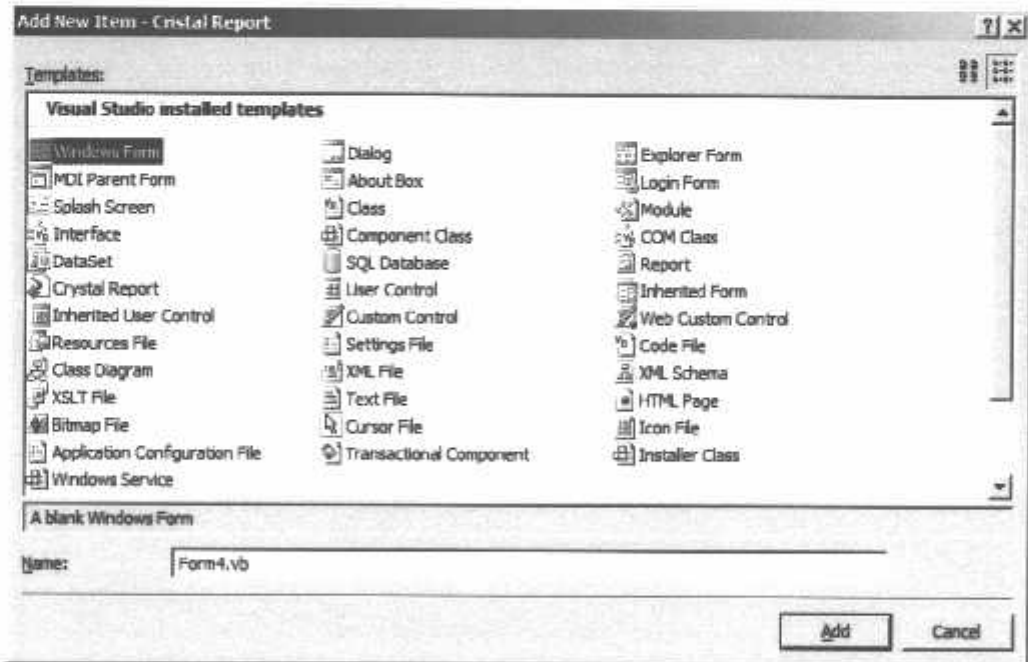 Add New Item - Cristal Report
Templates:
Visual Studio installed templates
Windows Form
Dialog
Explorer Form
MDI Parent Form
About Box
Login Form
Splash Screen
Class
Module
Interface
Component Class
COM Class
DataSet
SQL Database
Report
Crystal Report
User Control
Inherited Form
Inherited User Control
Custom Control
Web Custom Control
Resources File
Settings File
Code File
Class Diagram
XML File
XML Schema
XSLT File
Text File
HTML Page
Bitmap File
Cursor File
Icon File
Application Configuration File
Transactional Component
Installer Class
Windows Service
A blank Windows Form
Name:
Form4.vb
Add
Cancel